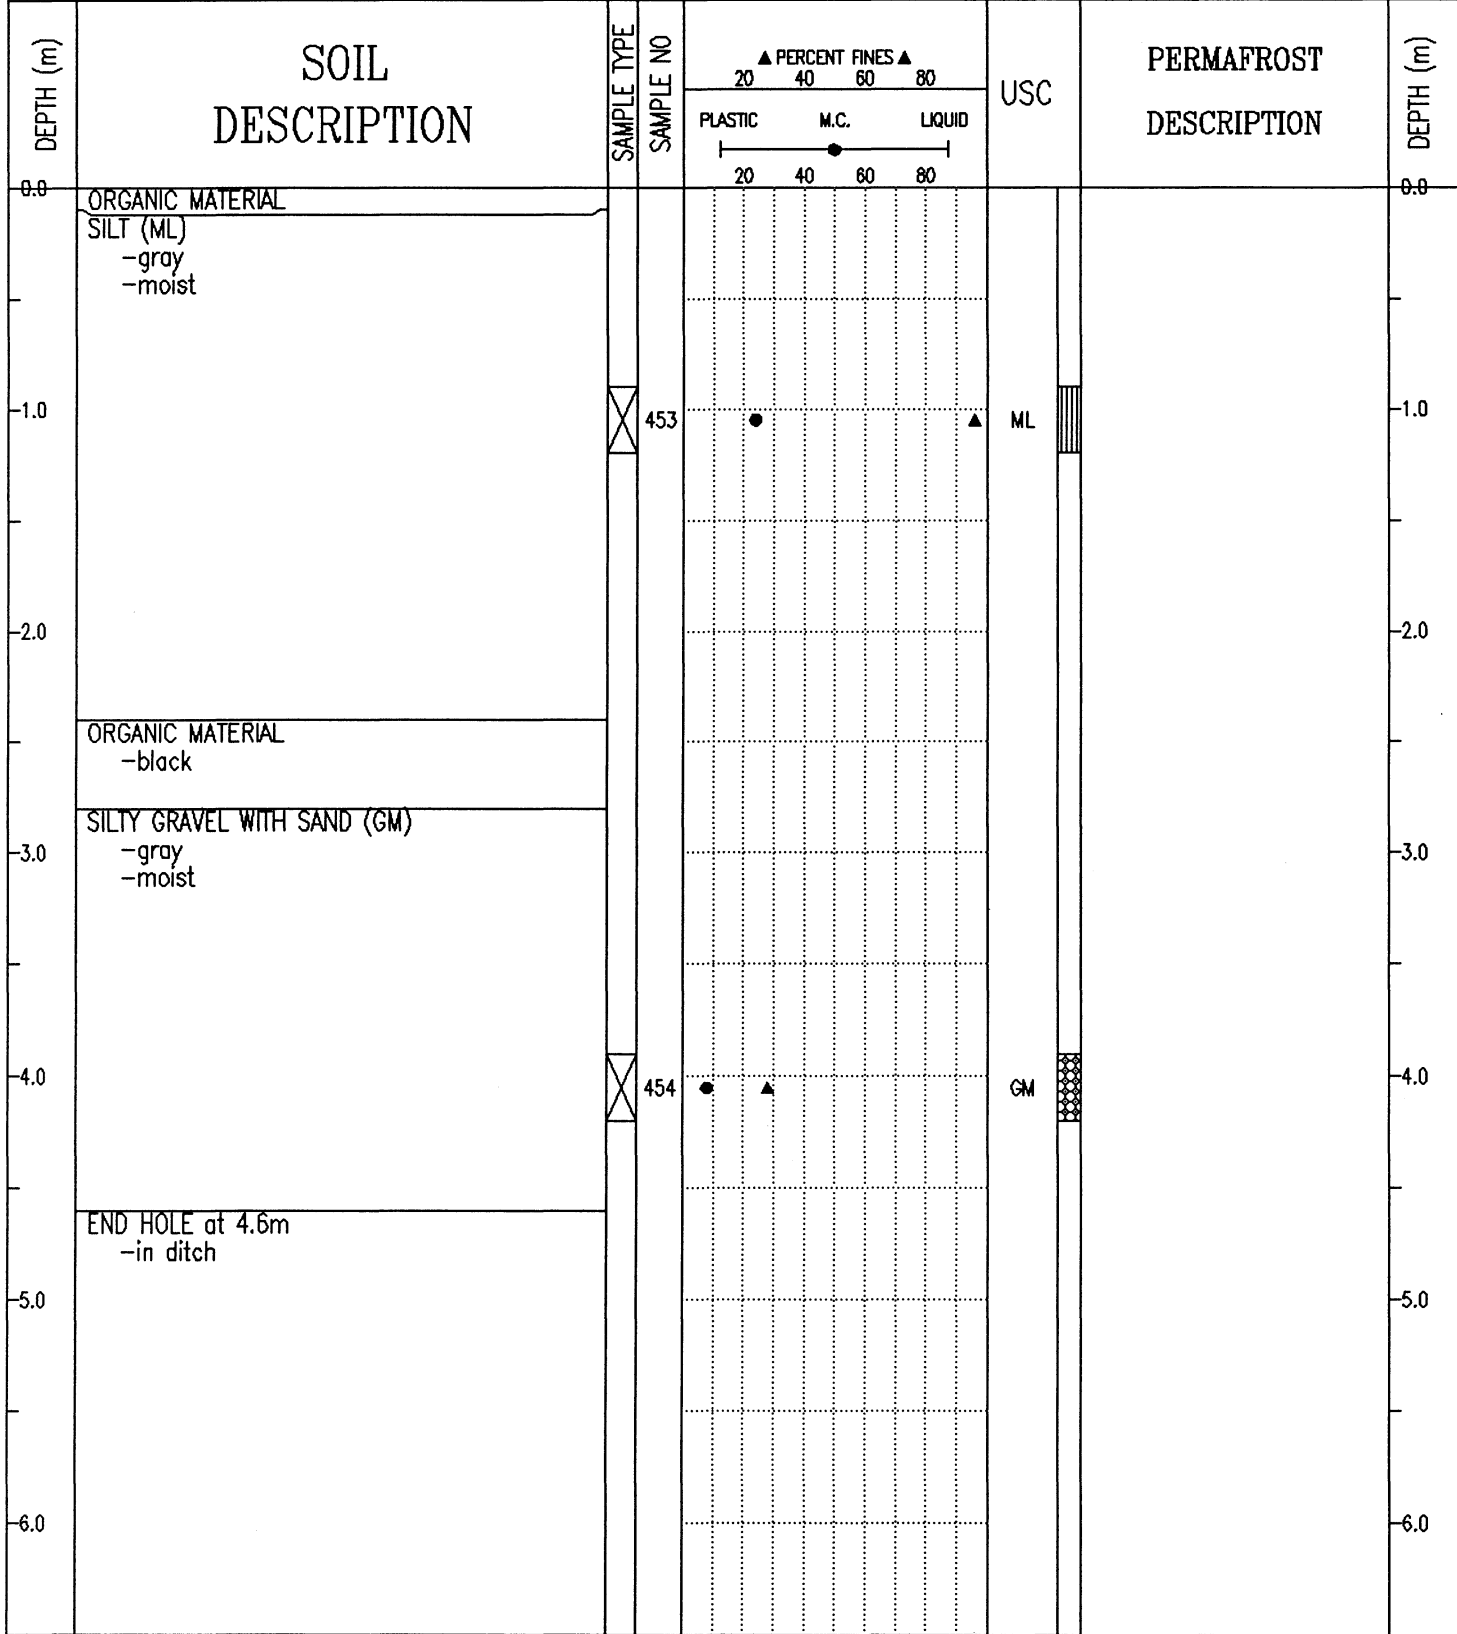 DEPTH (m)
SOIL
DESCRIPTION
SAMPLE TYPE
SAMPLE NO
▲ PERCENT FINES ▲
20 40 60 80
PLASTIC M.C. LIQUID
20 40 60 80
USC
PERMAFROST
DESCRIPTION
DEPTH (m)
0.0 0.0
ORGANIC MATERIAL
SILT (ML)
-gray
-moist
1.0 453 ML 1.0
2.0 2.0
ORGANIC MATERIAL
-black
SILTY GRAVEL WITH SAND (GM)
-gray
3.0 3.0
-moist
4.0 454 GM 4.0
END HOLE at 4.6m
-in ditch
5.0 5.0
6.0 6.0